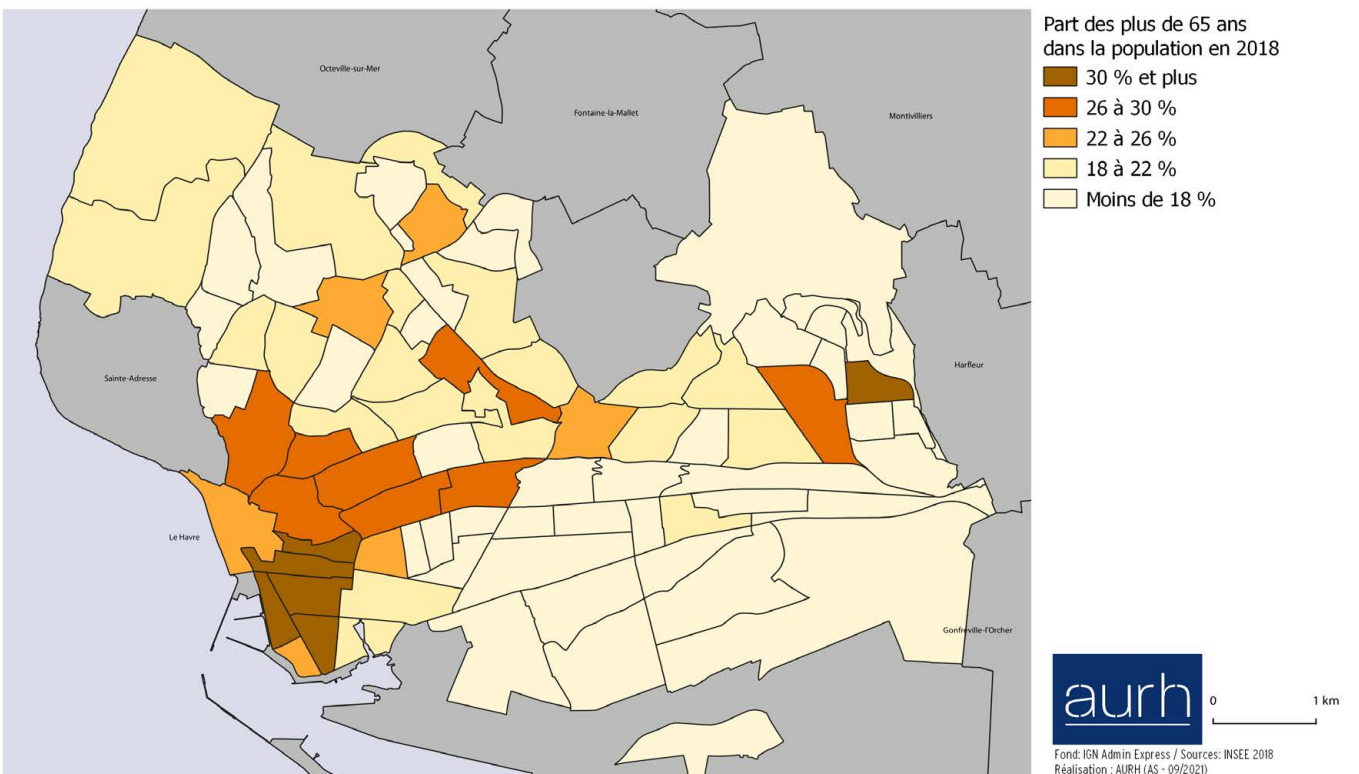 Part des plus de 65 ans
dans la population en 2018
30 % et plus
26 à 30 %
22 à 26 %
18 à 22 %
Moins de 18 %
Octeville-sur-Mer
Fontaine-la-Mallet
Montivilliers
Harfleur
Sainte-Adresse
Le Havre
Gonfreville-l'Orcher
aurh
0 1 km
Fond: IGN Admin Express / Sources: INSEE 2018
Réalisation : AURH (AS - 09/2021)